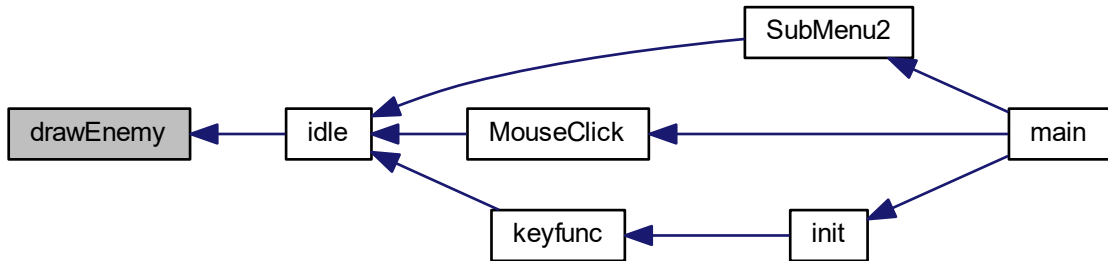 SubMenu2
drawEnemy
idle
MouseClick
main
keyfunc
init